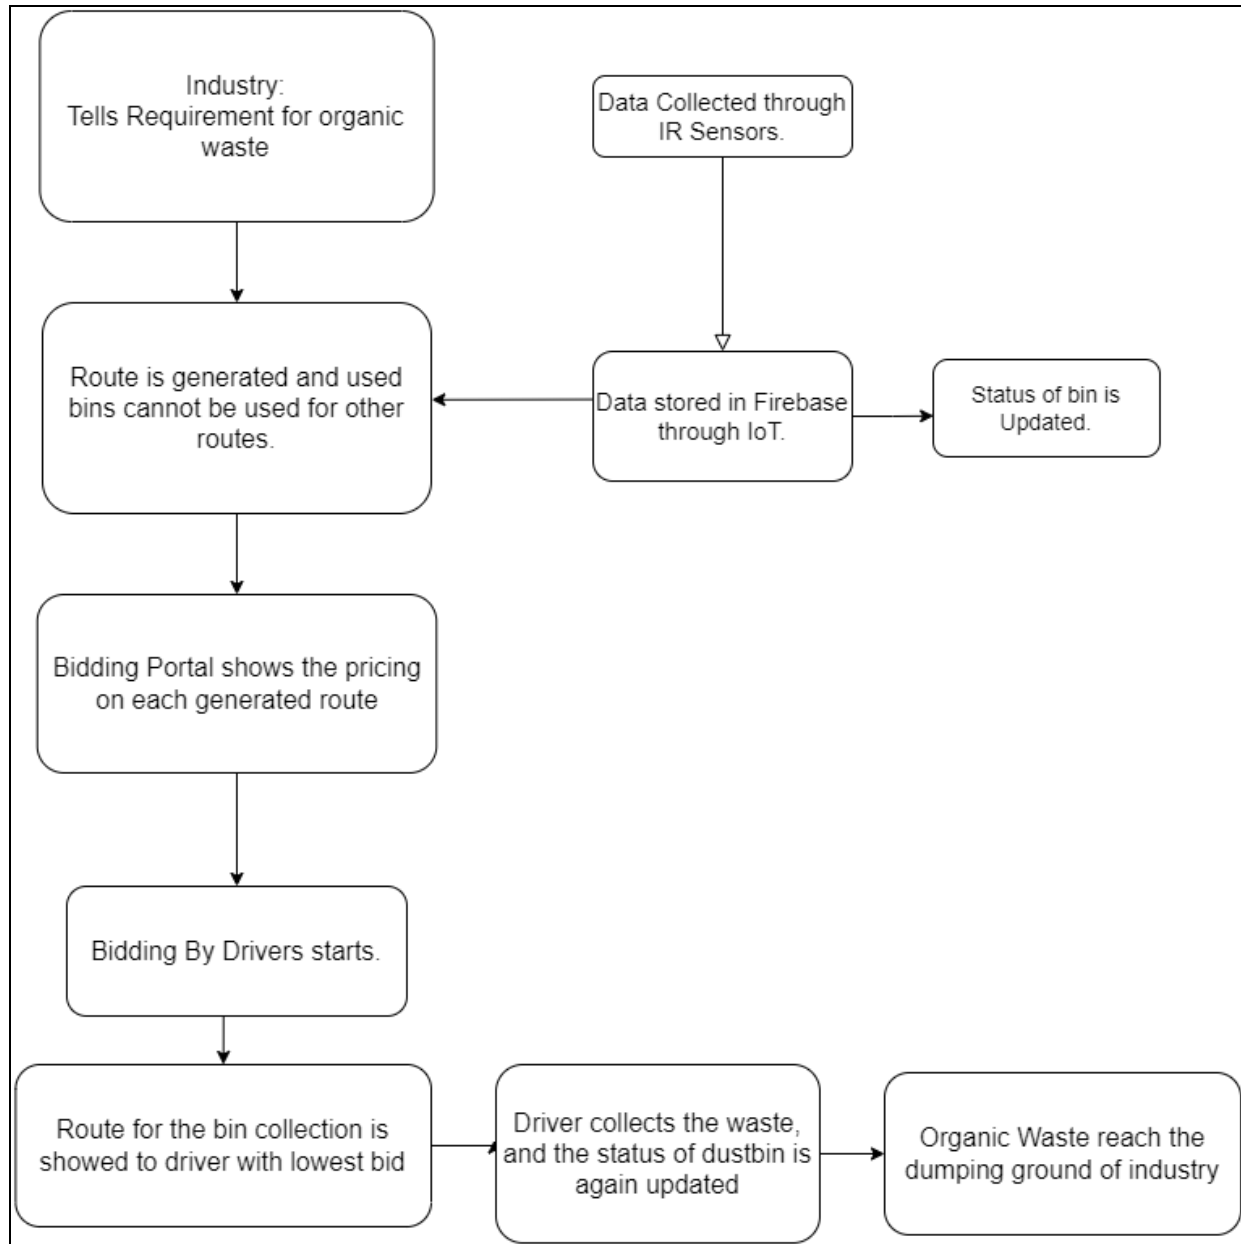 Industry:
Tells Requirement for organic
waste
Data Collected through
IR Sensors.
Route is generated and used
bins cannot be used for other
routes.
Data stored in Firebase
through IoT.
Status of bin is
Updated.
Bidding Portal shows the pricing
on each generated route
Bidding By Drivers starts.
Route for the bin collection is
showed to driver with lowest bid
Driver collects the waste,
and the status of dustbin is
again updated
Organic Waste reach the
dumping ground of industry